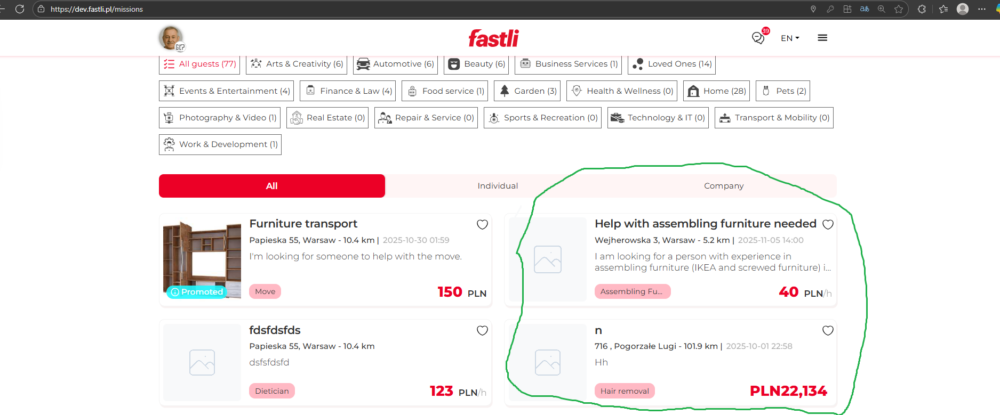 https://dev.fastli.pl/missions
GLP
fastli
39
EN
All guests (77)
Arts & Creativity (6)
Automotive (6)
Beauty (6)
Business Services (1)
Loved Ones (14)
Events & Entertainment (4)
Finance & Law (4)
Food service (1)
Garden (3)
Health & Wellness (0)
Home (28)
Pets (2)
Photography & Video (1)
Real Estate (0)
Repair & Service (0)
Sports & Recreation (0)
Technology & IT (0)
Transport & Mobility (0)
Work & Development (1)
All
Individual
Company
Furniture transport
Papieska 55, Warsaw - 10.4 km | 2025-10-30 01:59
I'm looking for someone to help with the move.
Promoted
Move
150 PLN
Help with assembling furniture needed
Wejherowska 3, Warsaw - 5.2 km | 2025-11-05 14:00
I am looking for a person with experience in
assembling furniture (IKEA and screwed furniture) i...
Assembling Fu...
40 PLN/h
fdsfdsfds
Papieska 55, Warsaw - 10.4 km
dsfsfdsfd
Dietician
123 PLN/h
n
716 , Pogorzałe Ługi - 101.9 km | 2025-10-01 22:58
Hh
Hair removal
PLN22,134